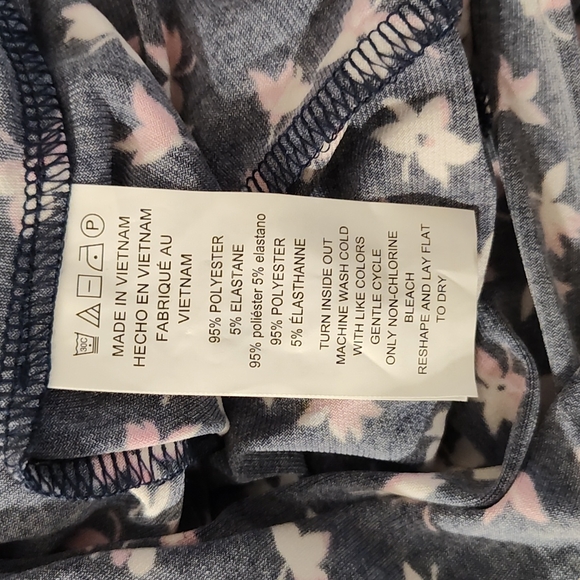 30C P
MADE IN VIETNAM
HECHO EN VIETNAM
FABRIQUÉ AU
VIETNAM
95% POLYESTER
5% ELASTANE
95% poliéster 5% elastano
95% POLYESTER
5% ÉLASTHANNE
TURN INSIDE OUT
MACHINE WASH COLD
WITH LIKE COLORS
GENTLE CYCLE
ONLY NON-CHLORINE
BLEACH
RESHAPE AND LAY FLAT
TO DRY